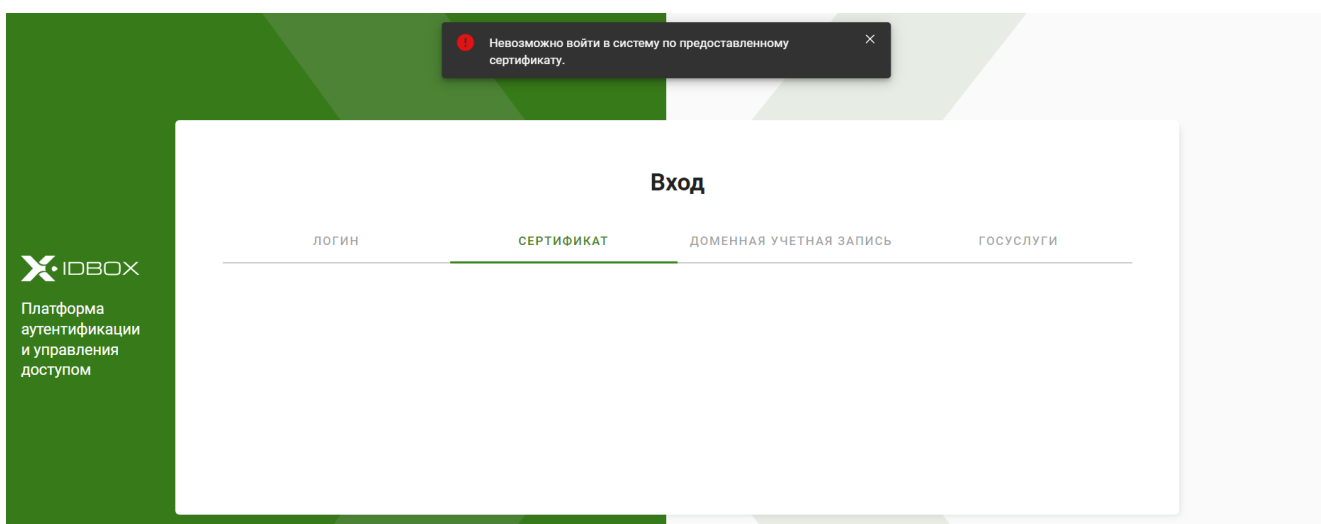 Невозможно войти в систему по предоставленному
сертификату.
Вход
ЛОГИН
СЕРТИФИКАТ
ДОМЕННАЯ УЧЕТНАЯ ЗАПИСЬ
ГОСУСЛУГИ
IDBOX
Платформа
аутентификации
и управления
доступом